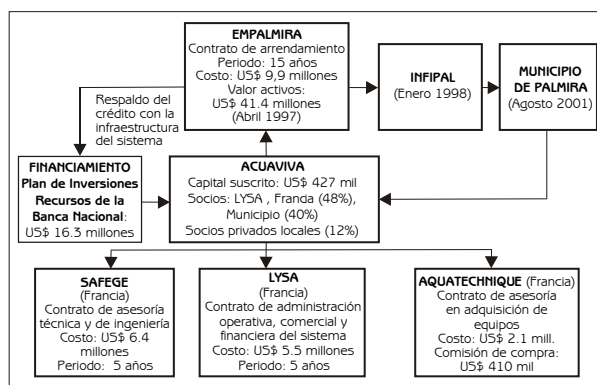 EMPALMIRA
Contrato de arrendamiento
Periodo: 15 años
Costo: US$ 9,9 millones
Valor activos:
US$ 41.4 millones
(Abril 1997)
INFIPAL
(Enero 1998)
MUNICIPIO
DE PALMIRA
(Agosto 2001)
Respaldo del
crédito con la
infraestructura
del sistema
FINANCIAMIENTO
Plan de Inversiones
Recursos de la
Banca Nacional:
US$ 16.3 millones
ACUAVIVA
Capital suscrito: US$ 427 mil
Socios: LYSA , Francia (48%),
Municipio (40%)
Socios privados locales (12%)
SAFEGE
(Francia)
Contrato de asesoría
técnica y de ingeniería
Costo: US$ 6.4
millones
Periodo: 5 años
LYSA
(Francia)
Contrato de administración
operativa, comercial y
financiera del sistema
Costo: US$ 5.5 millones
Periodo: 5 años
AQUATECHNIQUE (Francia)
Contrato de asesoría
en adquisición de
equipos
Costo: US$ 2.1 mill.
Comisión de compra:
US$ 410 mil